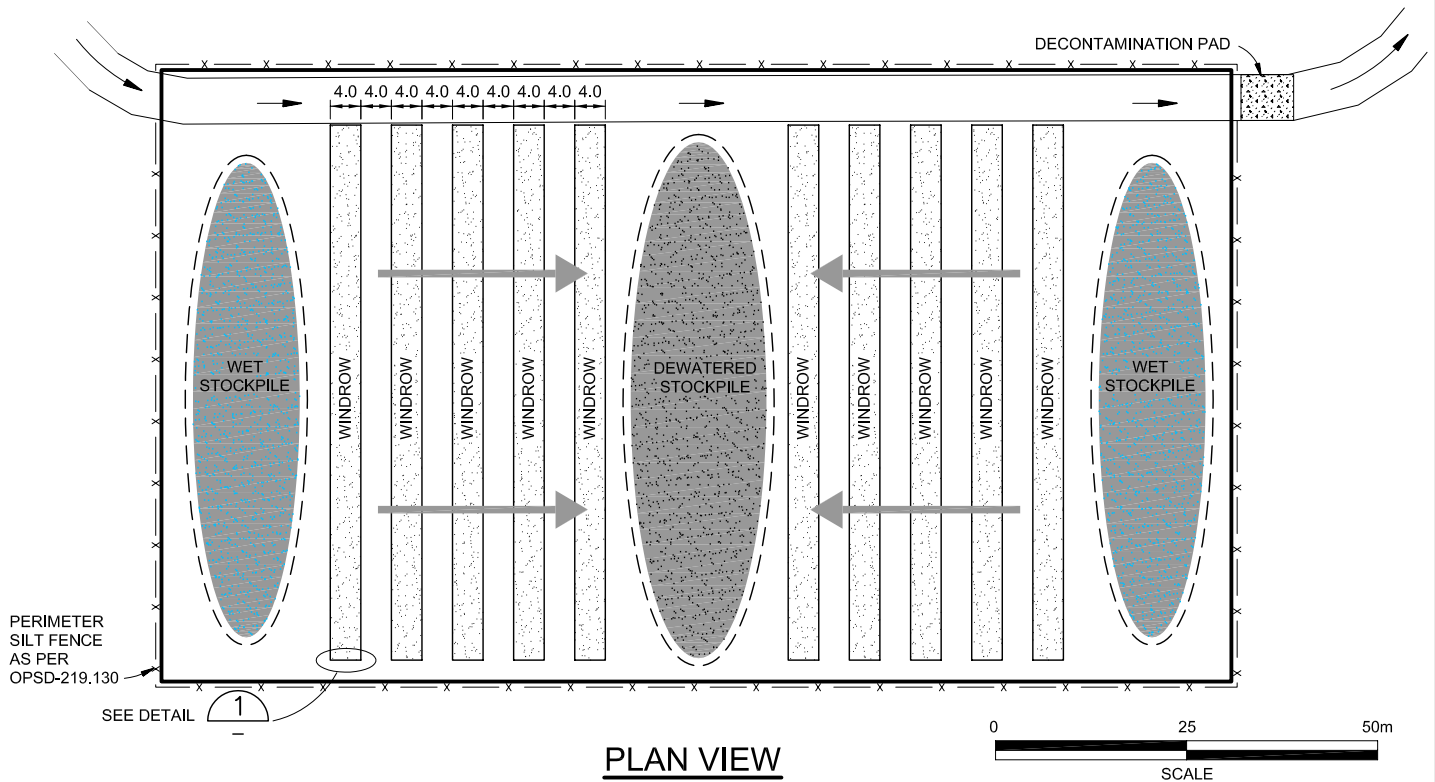 DECONTAMINATION PAD
4.0 4.0 4.0 4.0 4.0 4.0 4.0 4.0 4.0
WET
STOCKPILE
WINDROW
WINDROW
WINDROW
WINDROW
WINDROW
DEWATERED
STOCKPILE
WINDROW
WINDROW
WINDROW
WINDROW
WINDROW
WET
STOCKPILE
PERIMETER
SILT FENCE
AS PER
OPSD-219.130
SEE DETAIL
1
–
PLAN VIEW
0 25 50m
SCALE